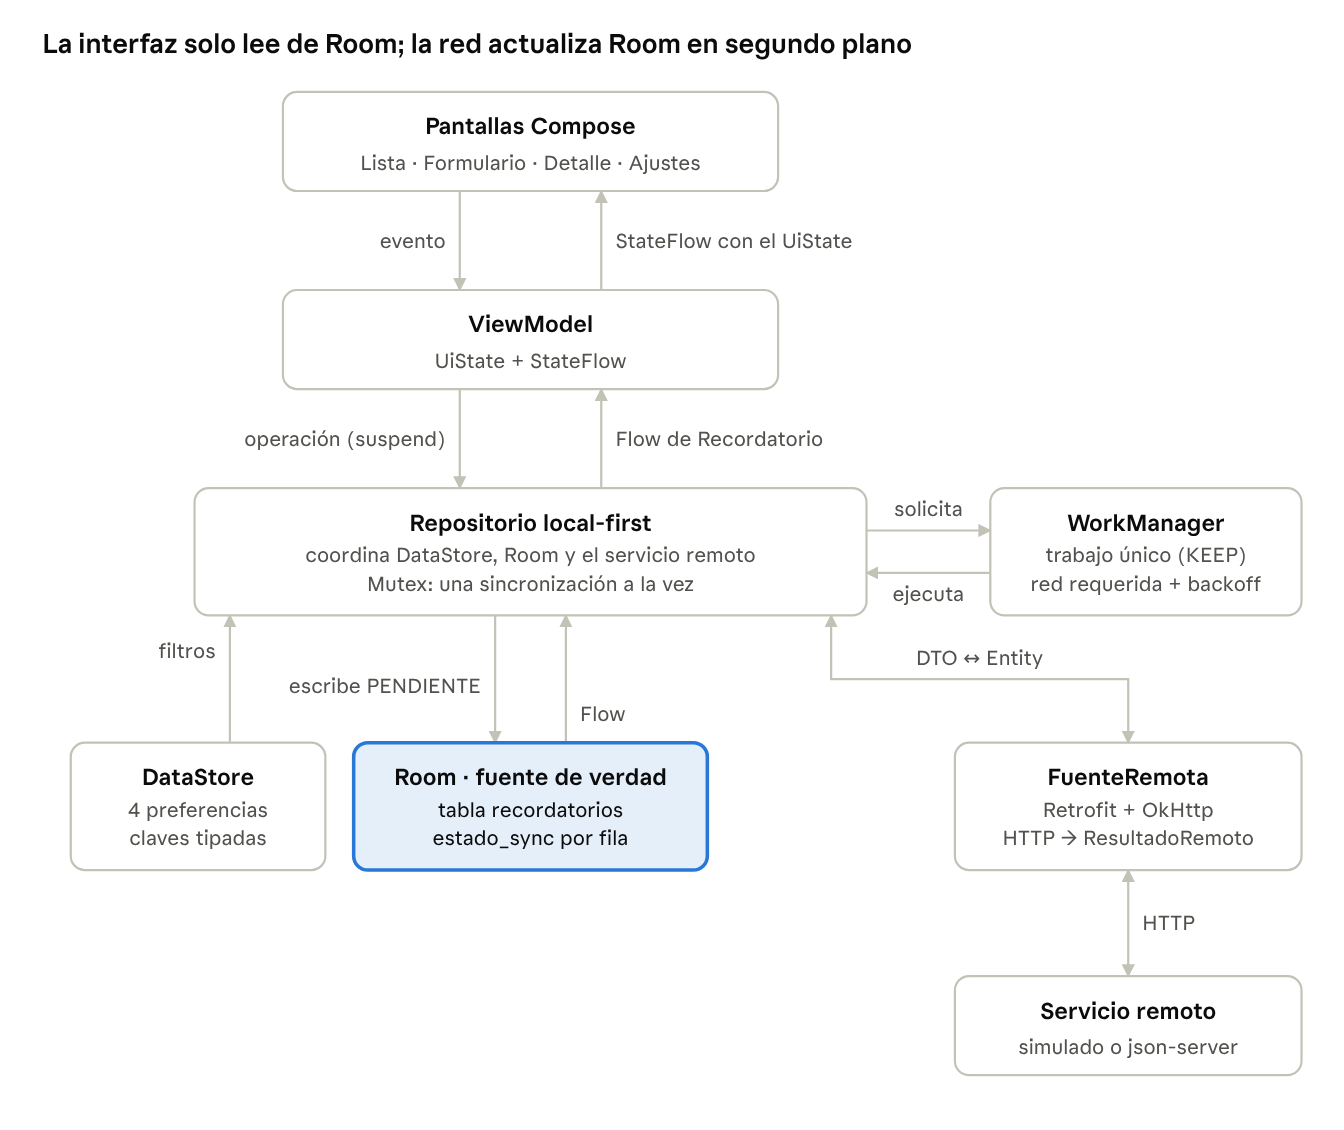 La interfaz solo lee de Room; la red actualiza Room en segundo plano
Pantallas Compose
Lista · Formulario · Detalle · Ajustes
evento
StateFlow con el UiState
ViewModel
UiState + StateFlow
operación (suspend)
Flow de Recordatorio
Repositorio local-first
coordina DataStore, Room y el servicio remoto
Mutex: una sincronización a la vez
solicita
ejecuta
WorkManager
trabajo único (KEEP)
red requerida + backoff
filtros
escribe PENDIENTE
Flow
DTO ↔ Entity
DataStore
4 preferencias
claves tipadas
Room · fuente de verdad
tabla recordatorios
estado_sync por fila
FuenteRemota
Retrofit + OkHttp
HTTP → ResultadoRemoto
HTTP
Servicio remoto
simulado o json-server